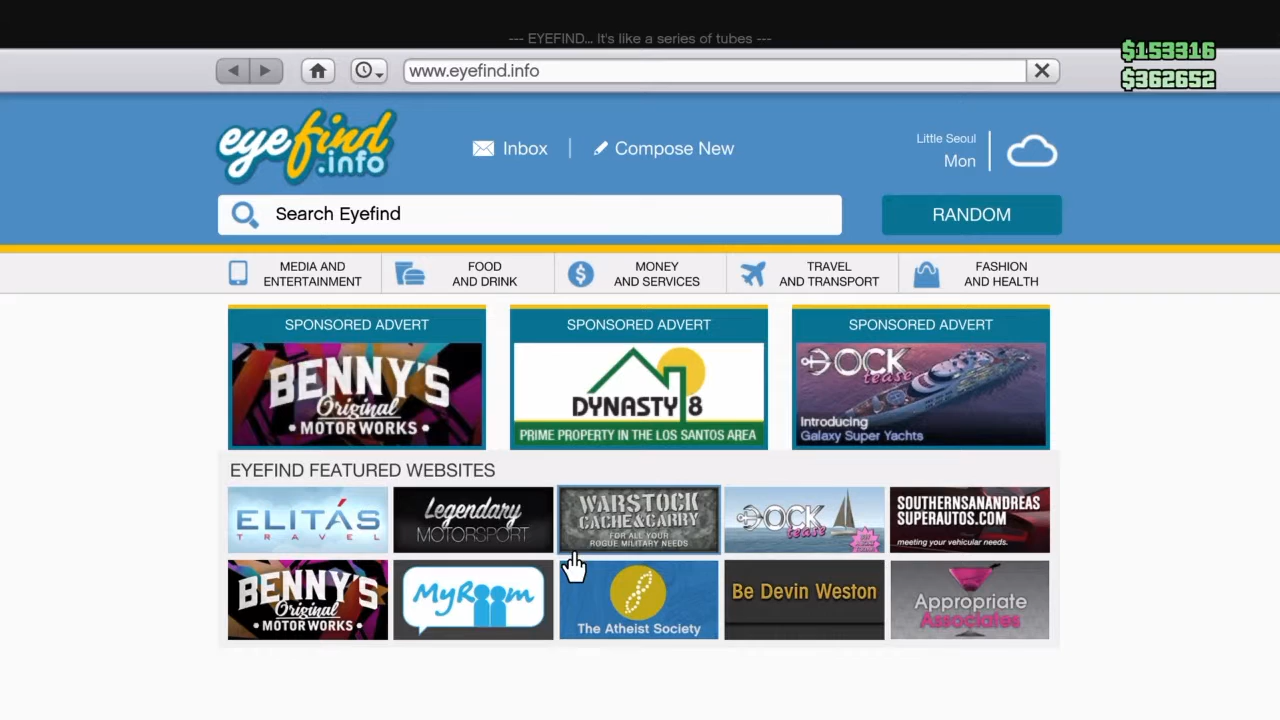 --- EYEFIND... It's like a series of tubes ---
$153316
$362652
www.eyefind.info
eyefind
.info
Inbox
Compose New
Little Seoul
Mon
Search Eyefind
RANDOM
MEDIA AND
ENTERTAINMENT
FOOD
AND DRINK
MONEY
AND SERVICES
TRAVEL
AND TRANSPORT
FASHION
AND HEALTH
SPONSORED ADVERT
BENNY'S
Original
• MOTOR WORKS •
SPONSORED ADVERT
DYNASTY 8
PRIME PROPERTY IN THE LOS SANTOS AREA
SPONSORED ADVERT
DOCK
tease
Introducing
Galaxy Super Yachts
EYEFIND FEATURED WEBSITES
ELITÁS
TRAVEL
Legendary
MOTORSPORT
WARSTOCK
CACHE&CARRY
FOR ALL YOUR
ROGUE MILITARY NEEDS
DOCK
tease
SOUTHERNSANANDREAS
SUPERAUTOS.COM
meeting your vehicular needs.
BENNY'S
Original
• MOTOR WORKS •
MyRoom
The Atheist Society
Be Devin Weston
Appropriate
Associates